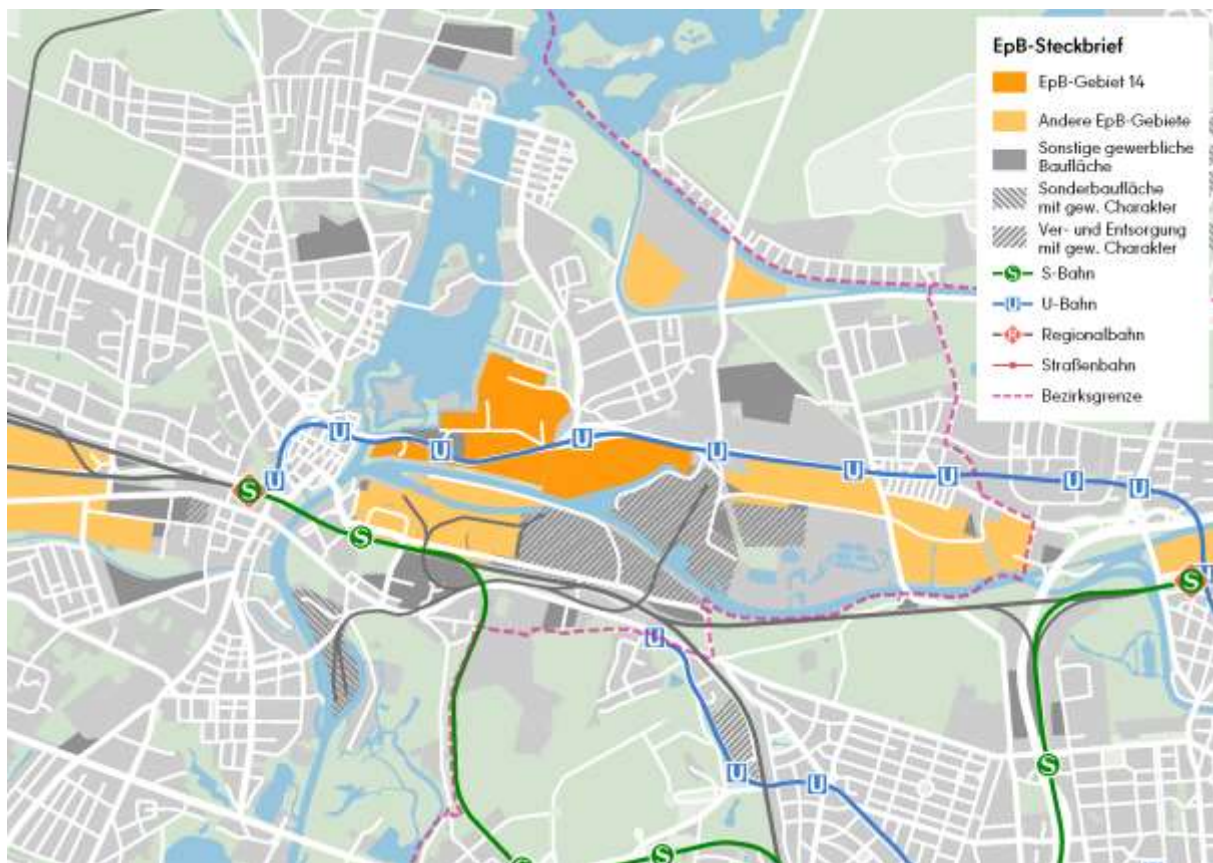 EpB-Steckbrief
EpB-Gebiet 14
Andere EpB-Gebiete
Sonstige gewerbliche
Baufläche
Sonderbaufläche
mit gew. Charakter
Ver- und Entsorgung
mit gew. Charakter
S
S-Bahn
U
U-Bahn
R
Regionalbahn
Straßenbahn
Bezirksgrenze
U
U
U
U
U
U
U
U
U
U
S
S
S
U
U
U
S
S